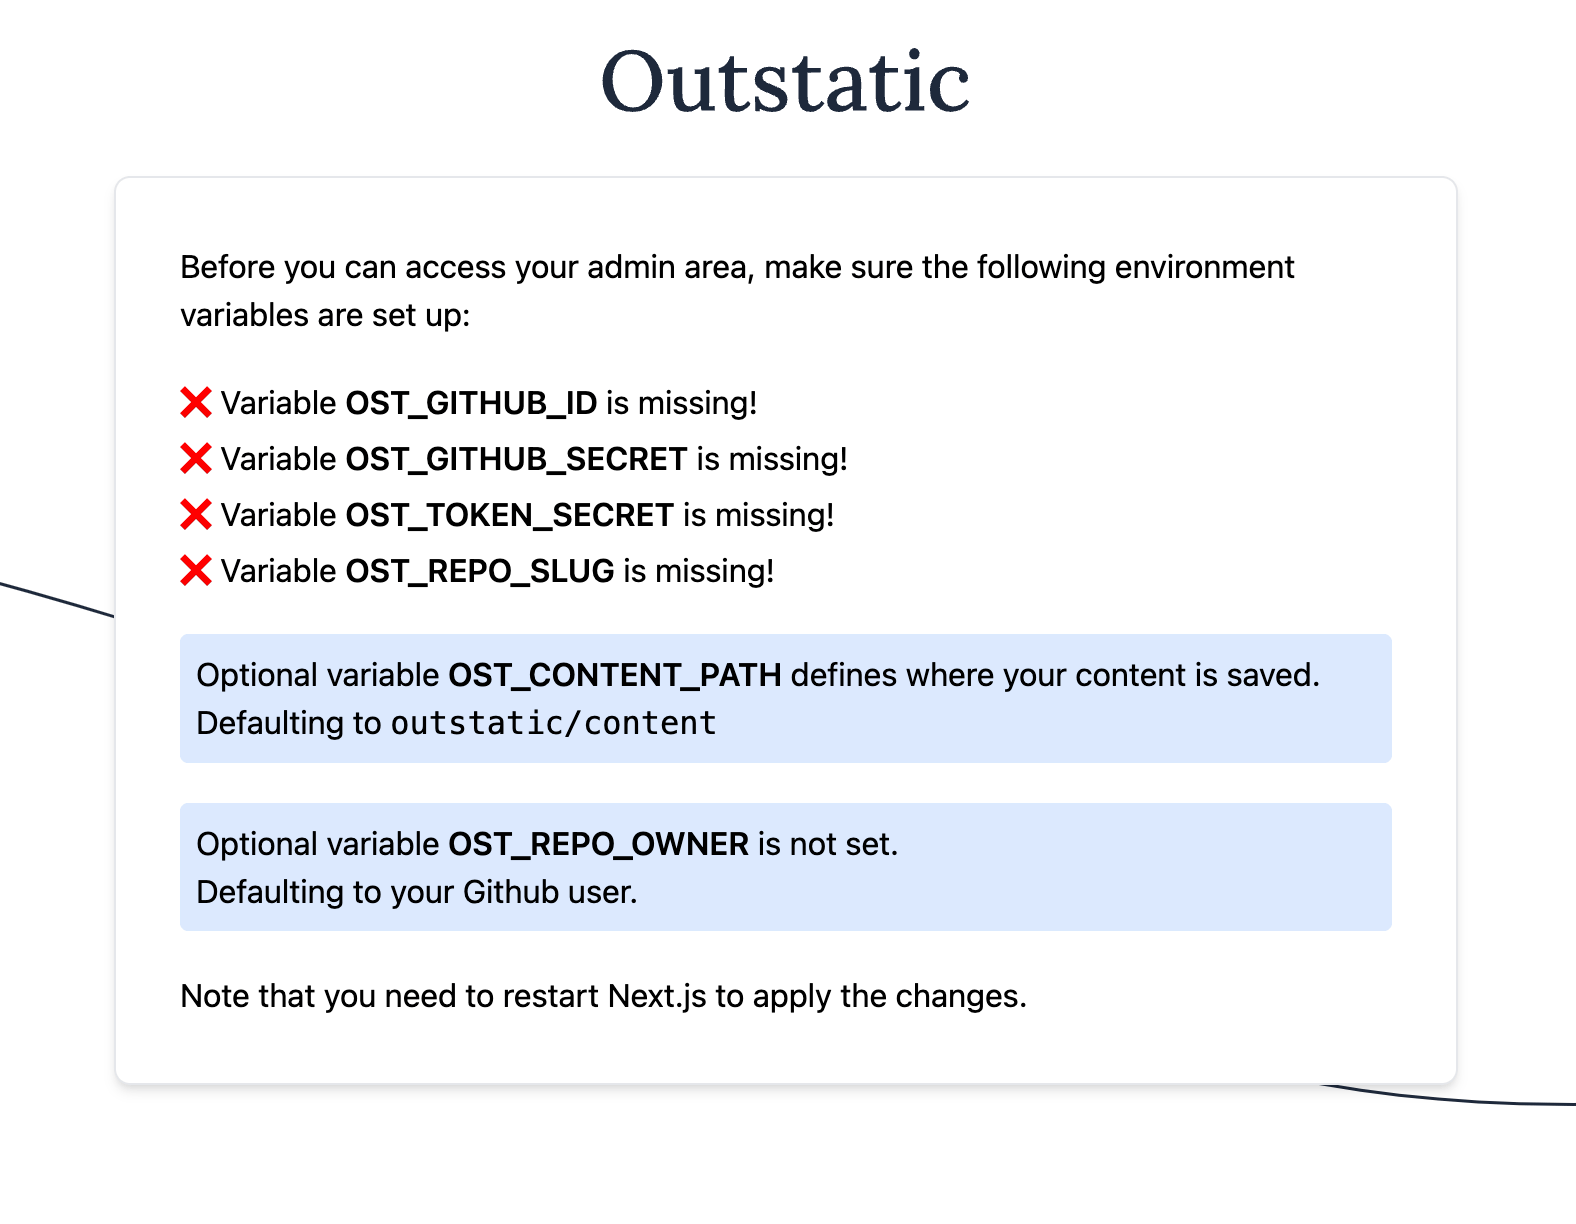 Outstatic
Before you can access your admin area, make sure the following environment
variables are set up:
❌ Variable OST_GITHUB_ID is missing!
❌ Variable OST_GITHUB_SECRET is missing!
❌ Variable OST_TOKEN_SECRET is missing!
❌ Variable OST_REPO_SLUG is missing!
Optional variable OST_CONTENT_PATH defines where your content is saved.
Defaulting to outstatic/content
Optional variable OST_REPO_OWNER is not set.
Defaulting to your Github user.
Note that you need to restart Next.js to apply the changes.